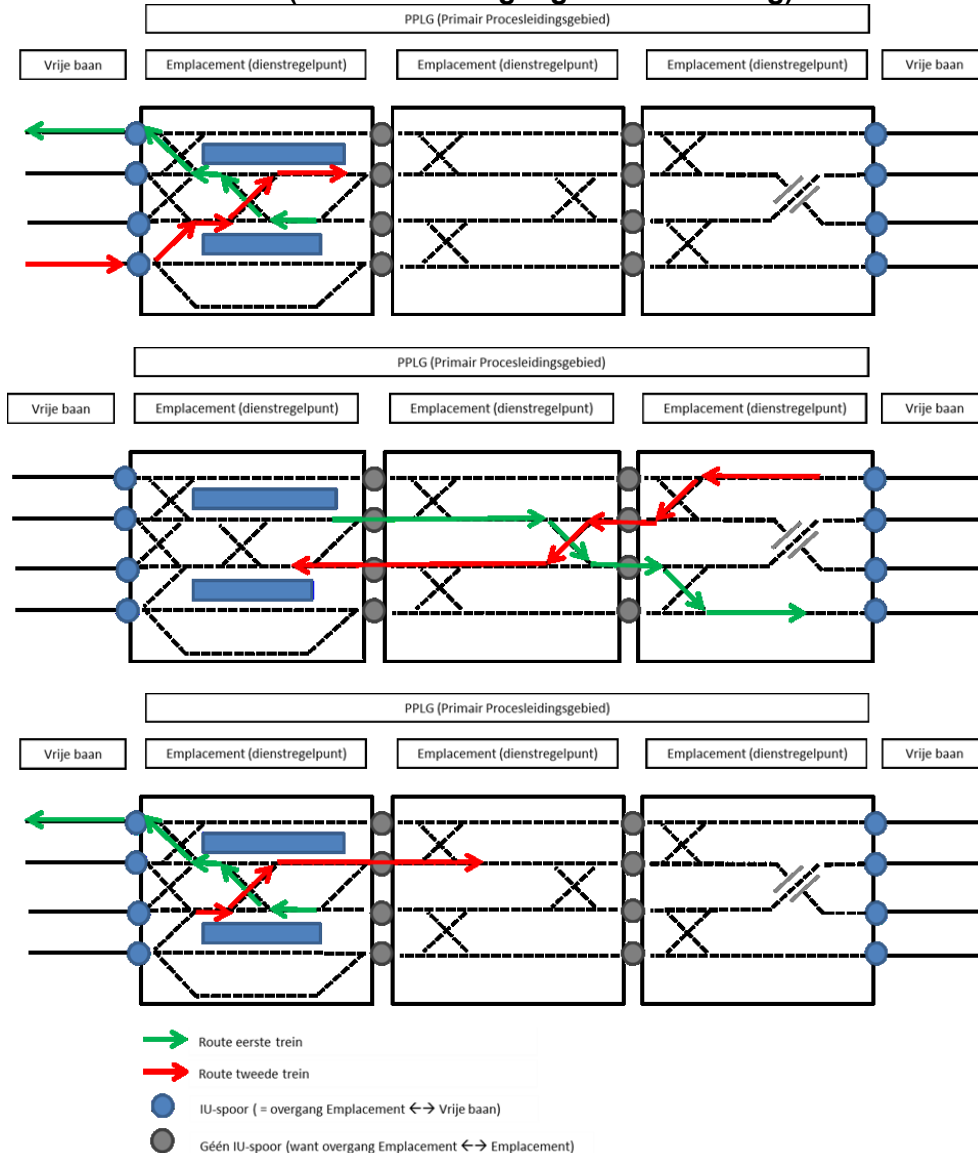 PPLG (Primair Procesleidingsgebied)
Vrije baan Emplacement (dienstregelpunt) Emplacement (dienstregelpunt) Emplacement (dienstregelpunt) Vrije baan
PPLG (Primair Procesleidingsgebied)
Vrije baan Emplacement (dienstregelpunt) Emplacement (dienstregelpunt) Emplacement (dienstregelpunt) Vrije baan
PPLG (Primair Procesleidingsgebied)
Vrije baan Emplacement (dienstregelpunt) Emplacement (dienstregelpunt) Emplacement (dienstregelpunt) Vrije baan
Route eerste trein
Route tweede trein
IU-spoor ( = overgang Emplacement ←→ Vrije baan)
Géén IU-spoor (want overgang Emplacement ←→ Emplacement)